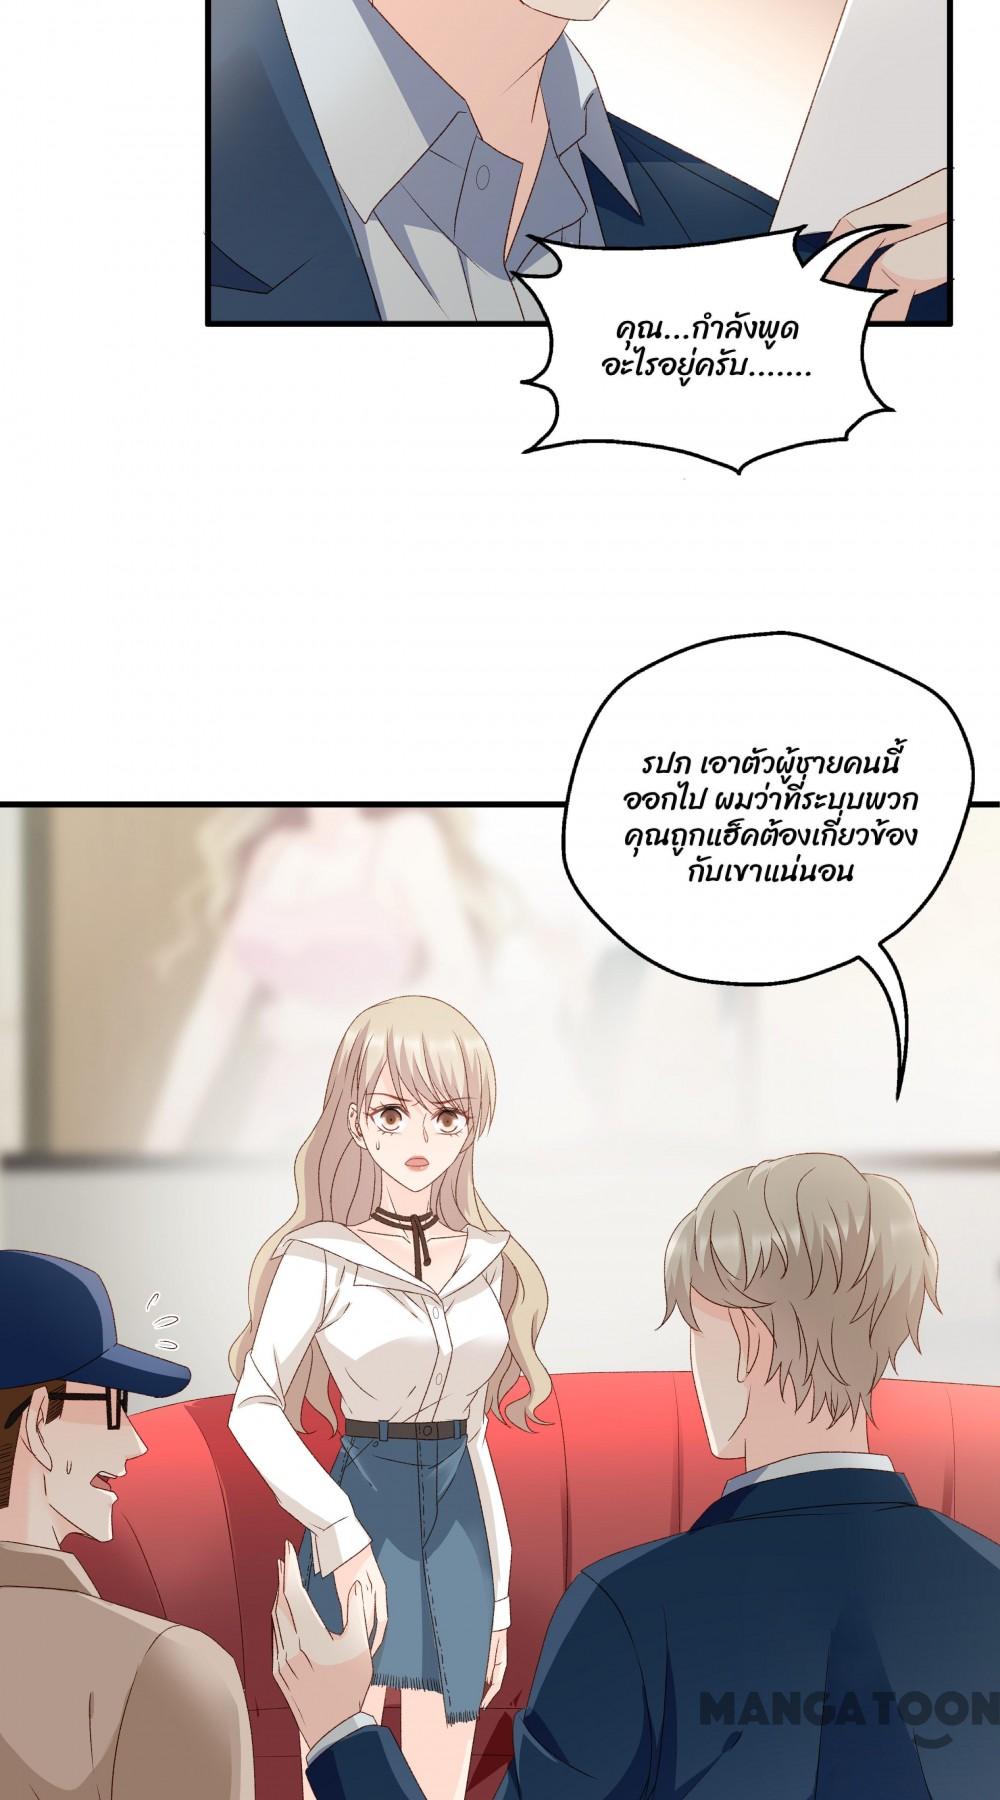 คุณ...กำลังพูด
อะไรอยู่ครับ.......
รปภ เอาตัวผู้ชายคนนี้
ออกไป ผมว่าที่ระบบพวก
คุณถูกแฮ็คต้องเกี่ยวข้อง
กับเขาแน่นอน
MANGATOON